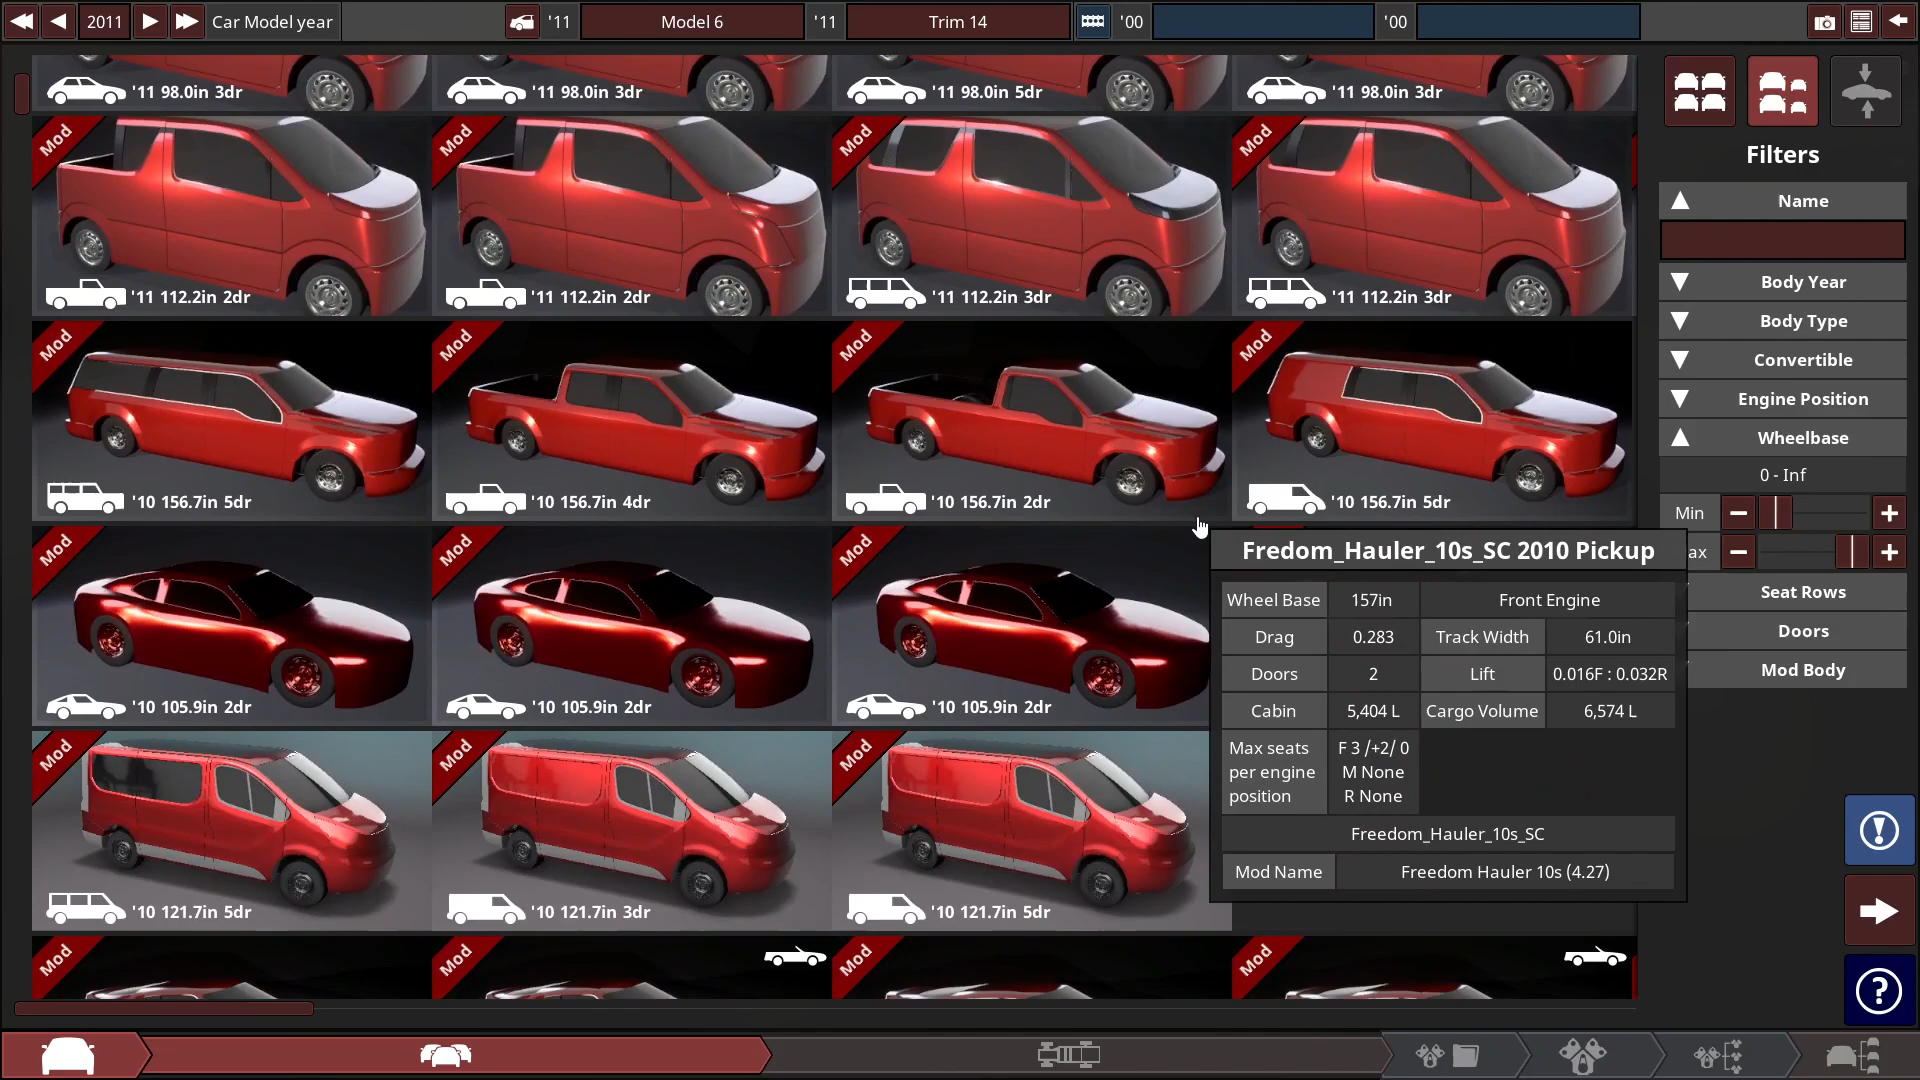 2011
Car Model year
'11
Model 6
'11
Trim 14
'00
'00
'11 98.0in 3dr
'11 98.0in 3dr
'11 98.0in 5dr
'11 98.0in 3dr
Mod
'11 112.2in 2dr
Mod
'11 112.2in 2dr
Mod
'11 112.2in 3dr
Mod
'11 112.2in 3dr
Mod
'10 156.7in 5dr
Mod
'10 156.7in 4dr
Mod
'10 156.7in 2dr
Mod
'10 156.7in 5dr
Mod
'10 105.9in 2dr
Mod
'10 105.9in 2dr
Mod
'10 105.9in 2dr
Mod
'10 121.7in 5dr
Mod
'10 121.7in 3dr
Mod
'10 121.7in 5dr
Mod
Mod
Mod
Mod
Filters
Name
Body Year
Body Type
Convertible
Engine Position
Wheelbase
0 - Inf
Min
ax
Seat Rows
Doors
Mod Body
Fredom_Hauler_10s_SC 2010 Pickup
Wheel Base 157in Front Engine
Drag 0.283 Track Width 61.0in
Doors 2 Lift 0.016F : 0.032R
Cabin 5,404 L Cargo Volume 6,574 L
Max seats per engine position
F 3 /+2/ 0
M None
R None
Freedom_Hauler_10s_SC
Mod Name Freedom Hauler 10s (4.27)